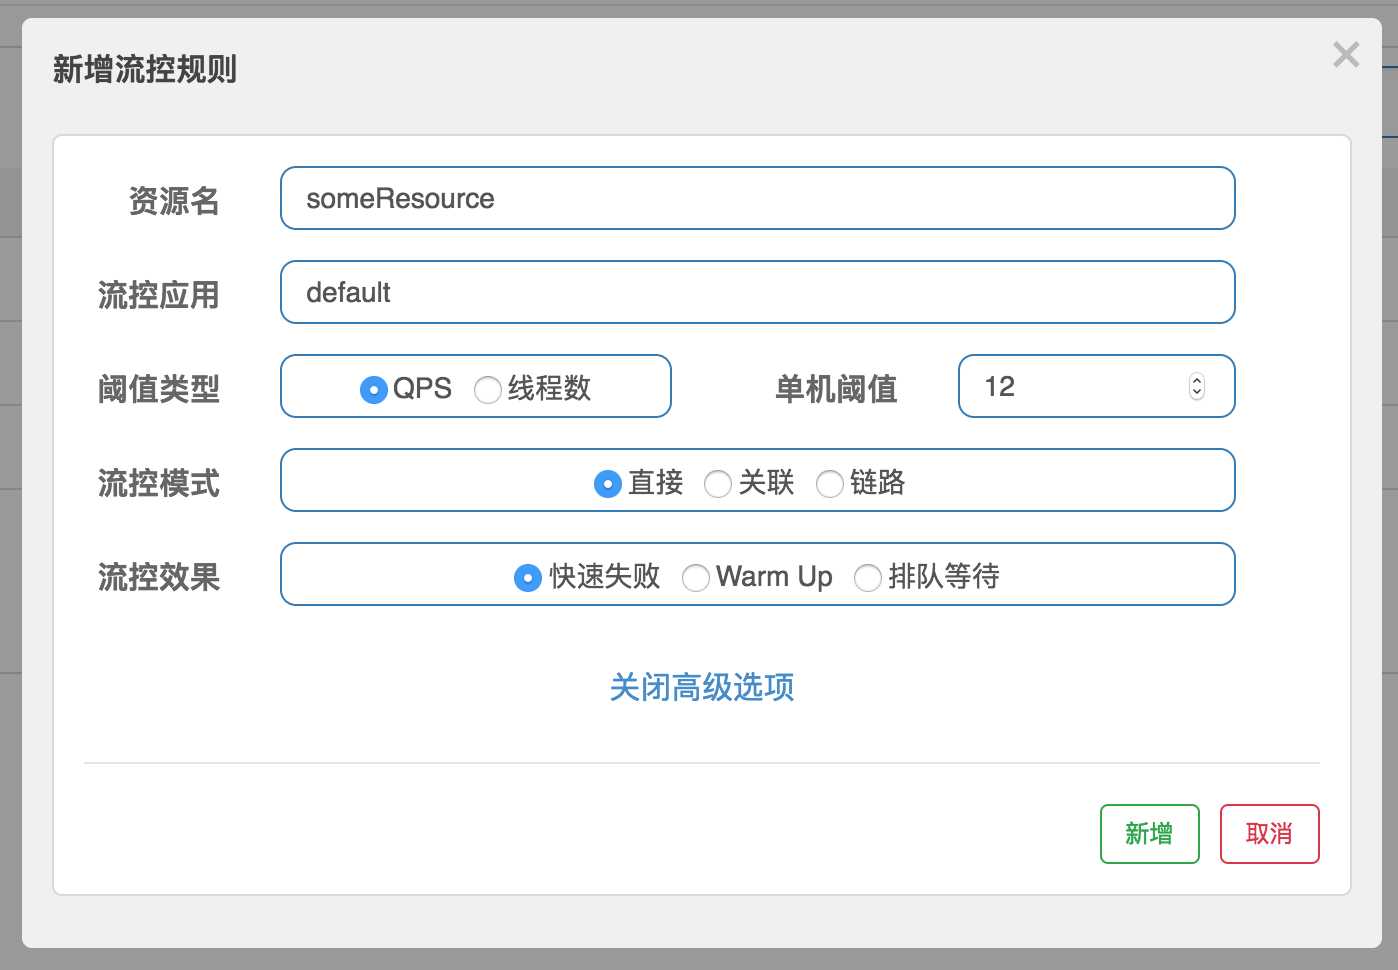 新增流控规则
资源名 someResource
流控应用 default
阈值类型 QPS 线程数 单机阈值 12
流控模式 直接 关联 链路
流控效果 快速失败 Warm Up 排队等待
关闭高级选项
新增 取消